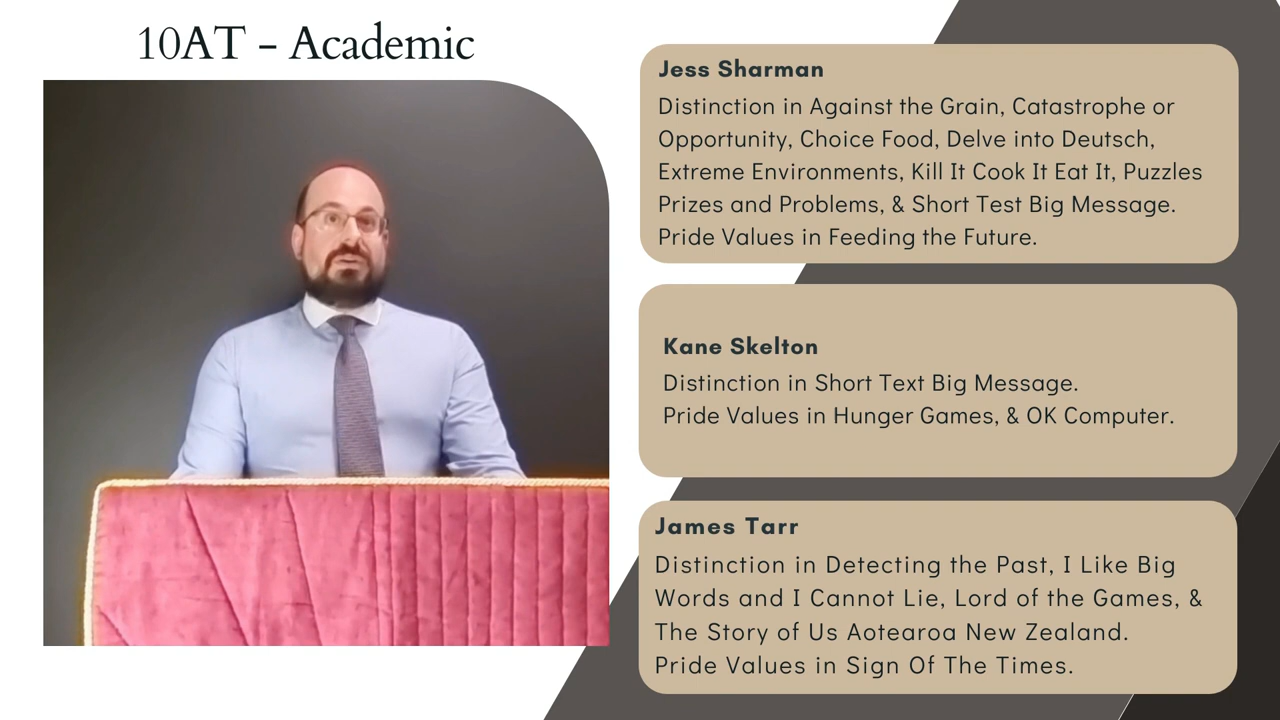 10AT - Academic
Jess Sharman
Distinction in Against the Grain, Catastrophe or
Opportunity, Choice Food, Delve into Deutsch,
Extreme Environments, Kill It Cook It Eat It, Puzzles
Prizes and Problems, & Short Test Big Message.
Pride Values in Feeding the Future.
Kane Skelton
Distinction in Short Text Big Message.
Pride Values in Hunger Games, & OK Computer.
James Tarr
Distinction in Detecting the Past, I Like Big
Words and I Cannot Lie, Lord of the Games, &
The Story of Us Aotearoa New Zealand.
Pride Values in Sign Of The Times.